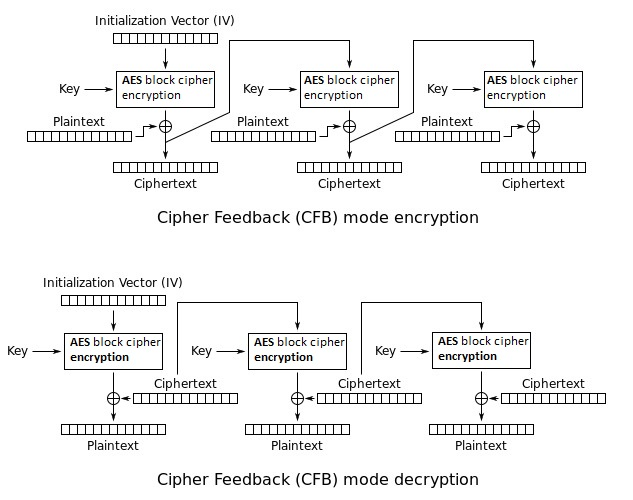 Initialization Vector (IV)
Key
AES block cipher
encryption
Key
AES block cipher
encryption
Key
AES block cipher
encryption
Plaintext
Plaintext
Plaintext
Ciphertext
Ciphertext
Ciphertext
Cipher Feedback (CFB) mode encryption
Initialization Vector (IV)
Key
AES block cipher
encryption
Key
AES block cipher
encryption
Key
AES block cipher
encryption
Ciphertext
Ciphertext
Ciphertext
Plaintext
Plaintext
Plaintext
Cipher Feedback (CFB) mode decryption